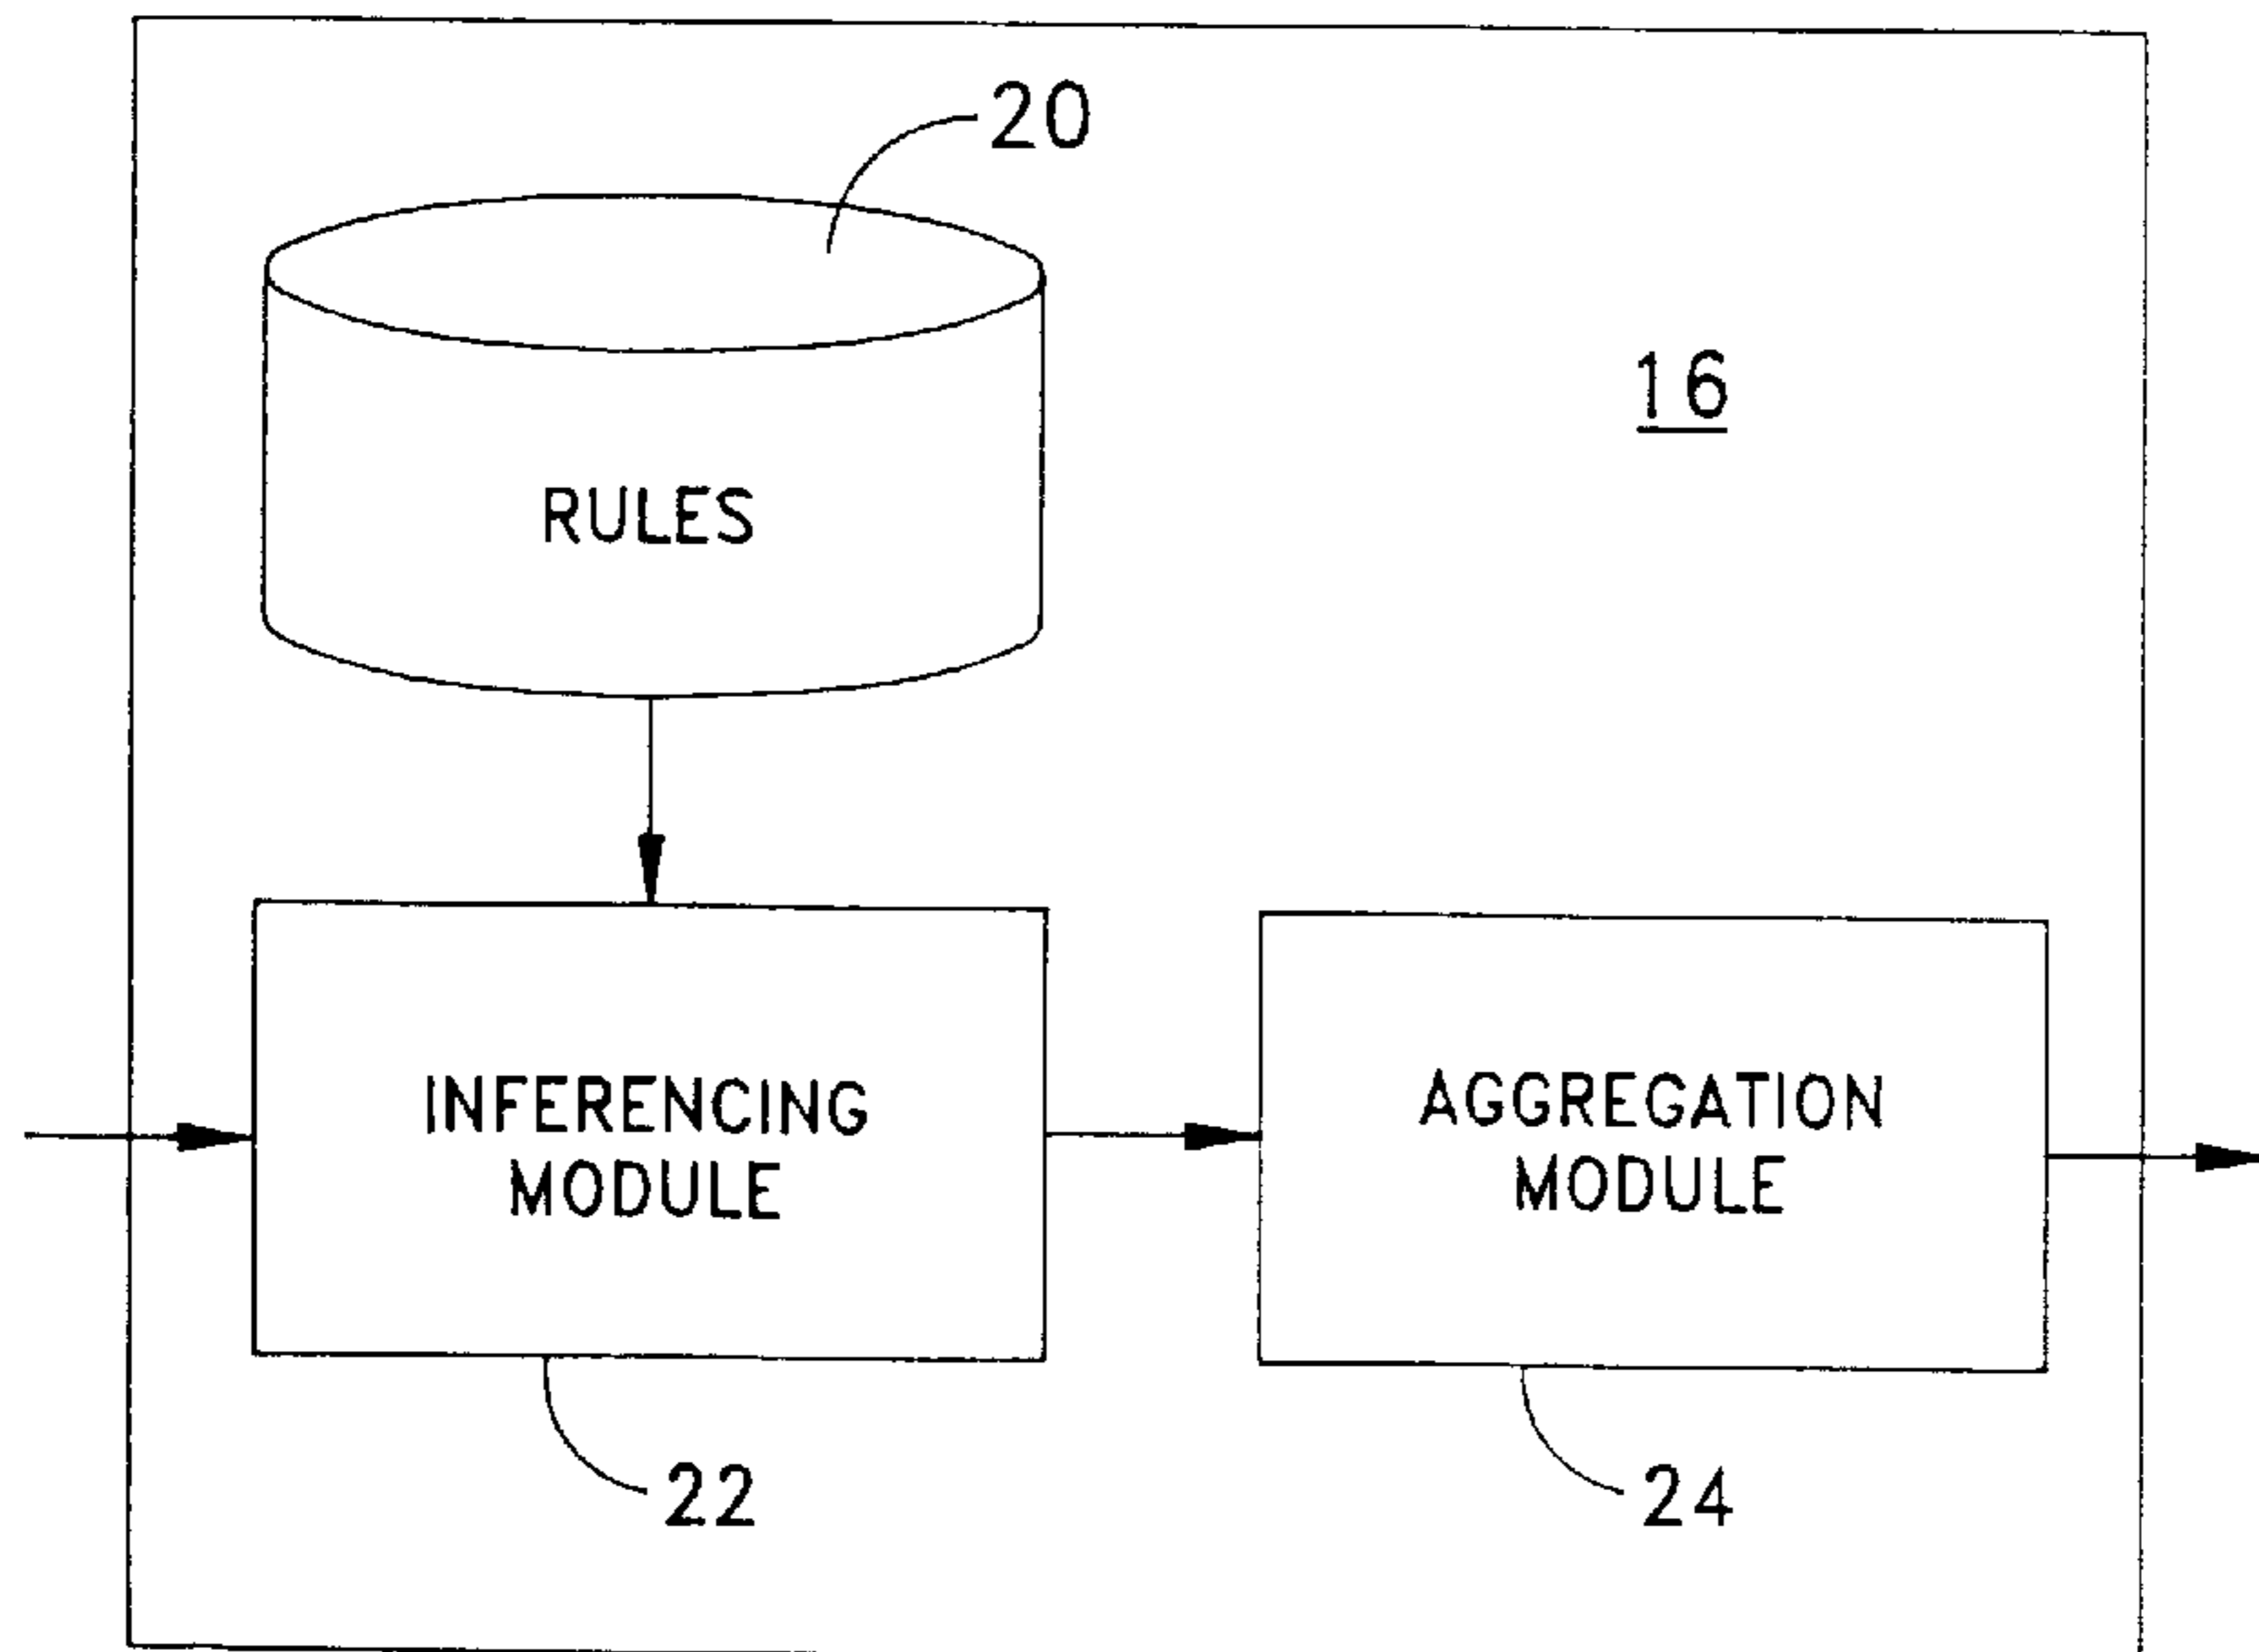 20
16
RULES
INFERENCING
MODULE
AGGREGATION
MODULE
22
24